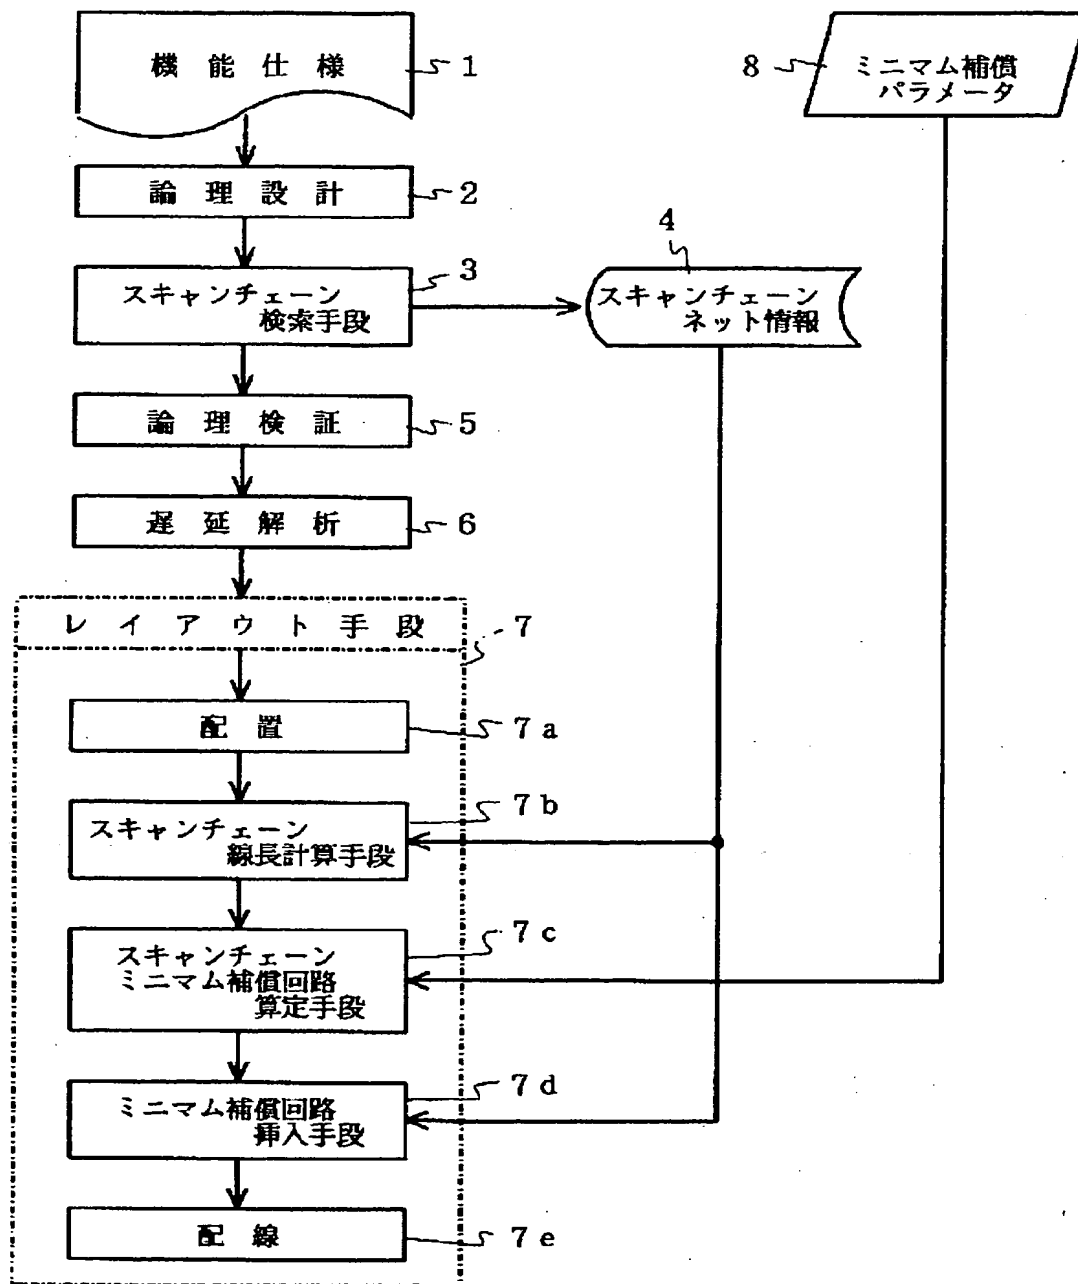 機能仕様
1
8
ミニマム補償
パラメータ
論理設計
2
スキャンチェーン
検索手段
3
4
スキャンチェーン
ネット情報
論理検証
5
遅延解析
6
レイアウト手段
7
配置
7a
スキャンチェーン
線長計算手段
7b
スキャンチェーン
ミニマム補償回路
算定手段
7c
ミニマム補償回路
挿入手段
7d
配線
7e